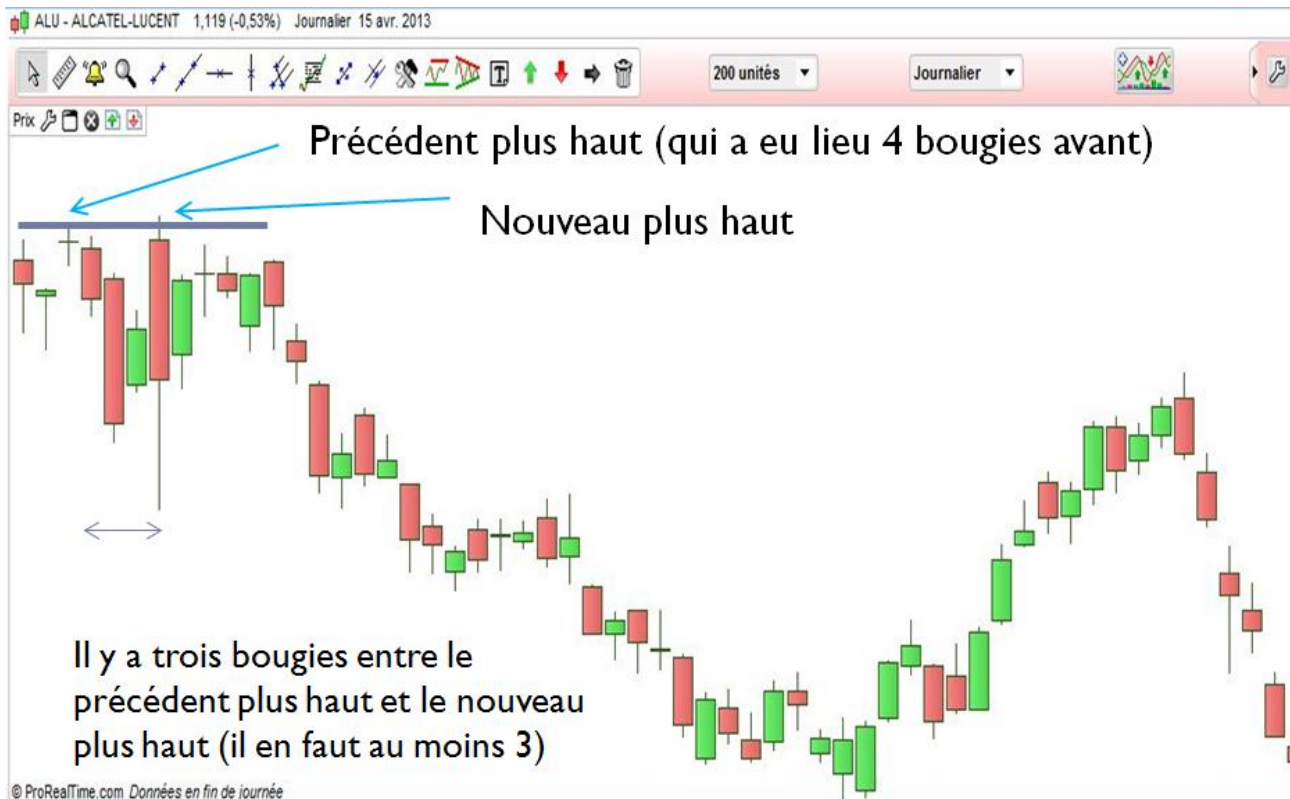 ALU - ALCATEL-LUCENT 1,119 (-0,53%) Journalier 15 avr. 2013
200 unités Journalier
Prix
Précédent plus haut (qui a eu lieu 4 bougies avant)
Nouveau plus haut
Il y a trois bougies entre le
précédent plus haut et le nouveau
plus haut (il en faut au moins 3)
© ProRealTime.com Données en fin de journée